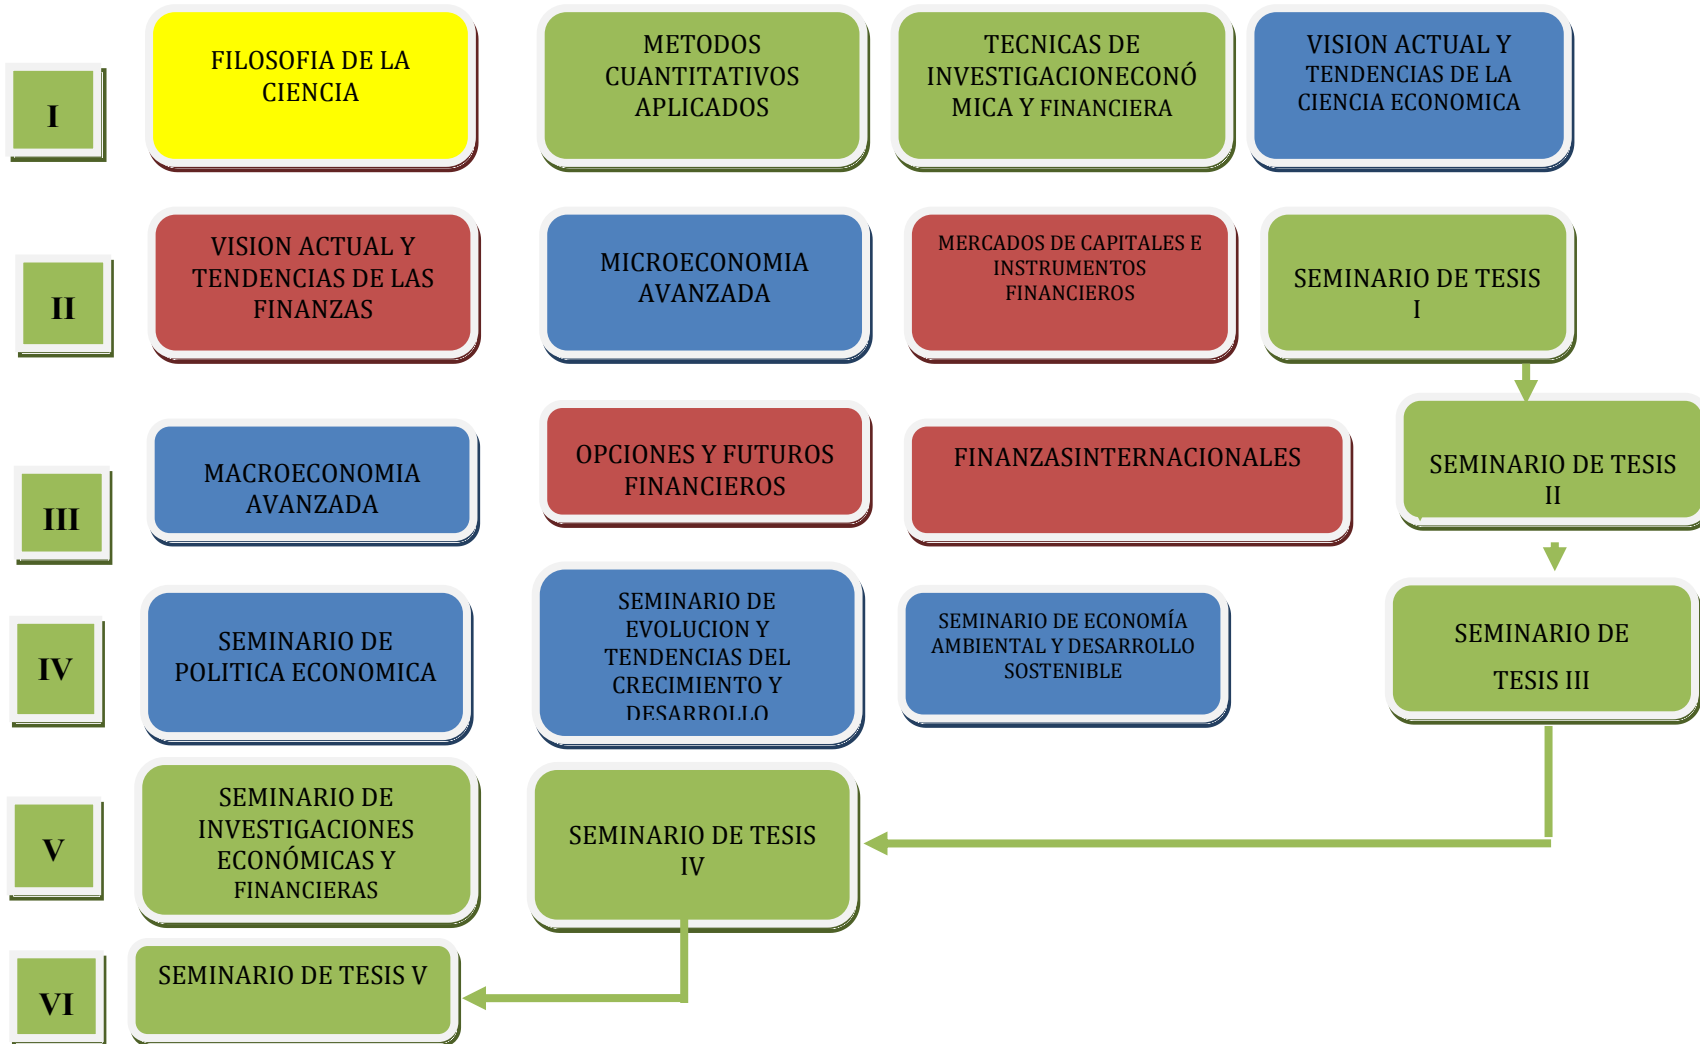 I
FILOSOFIA DE LA
CIENCIA
METODOS
CUANTITATIVOS
APLICADOS
TECNICAS DE
INVESTIGACIONECONÓ
MICA Y FINANCIERA
VISION ACTUAL Y
TENDENCIAS DE LA
CIENCIA ECONOMICA
II
VISION ACTUAL Y
TENDENCIAS DE LAS
FINANZAS
MICROECONOMIA
AVANZADA
MERCADOS DE CAPITALES E
INSTRUMENTOS
FINANCIEROS
SEMINARIO DE TESIS
I
III
MACROECONOMIA
AVANZADA
OPCIONES Y FUTUROS
FINANCIEROS
FINANZASINTERNACIONALES
SEMINARIO DE TESIS
II
IV
SEMINARIO DE
POLITICA ECONOMICA
SEMINARIO DE
EVOLUCION Y
TENDENCIAS DEL
CRECIMIENTO Y
DESARROLLO
SEMINARIO DE ECONOMÍA
AMBIENTAL Y DESARROLLO
SOSTENIBLE
SEMINARIO DE
TESIS III
V
SEMINARIO DE
INVESTIGACIONES
ECONÓMICAS Y
FINANCIERAS
SEMINARIO DE TESIS
IV
VI
SEMINARIO DE TESIS V